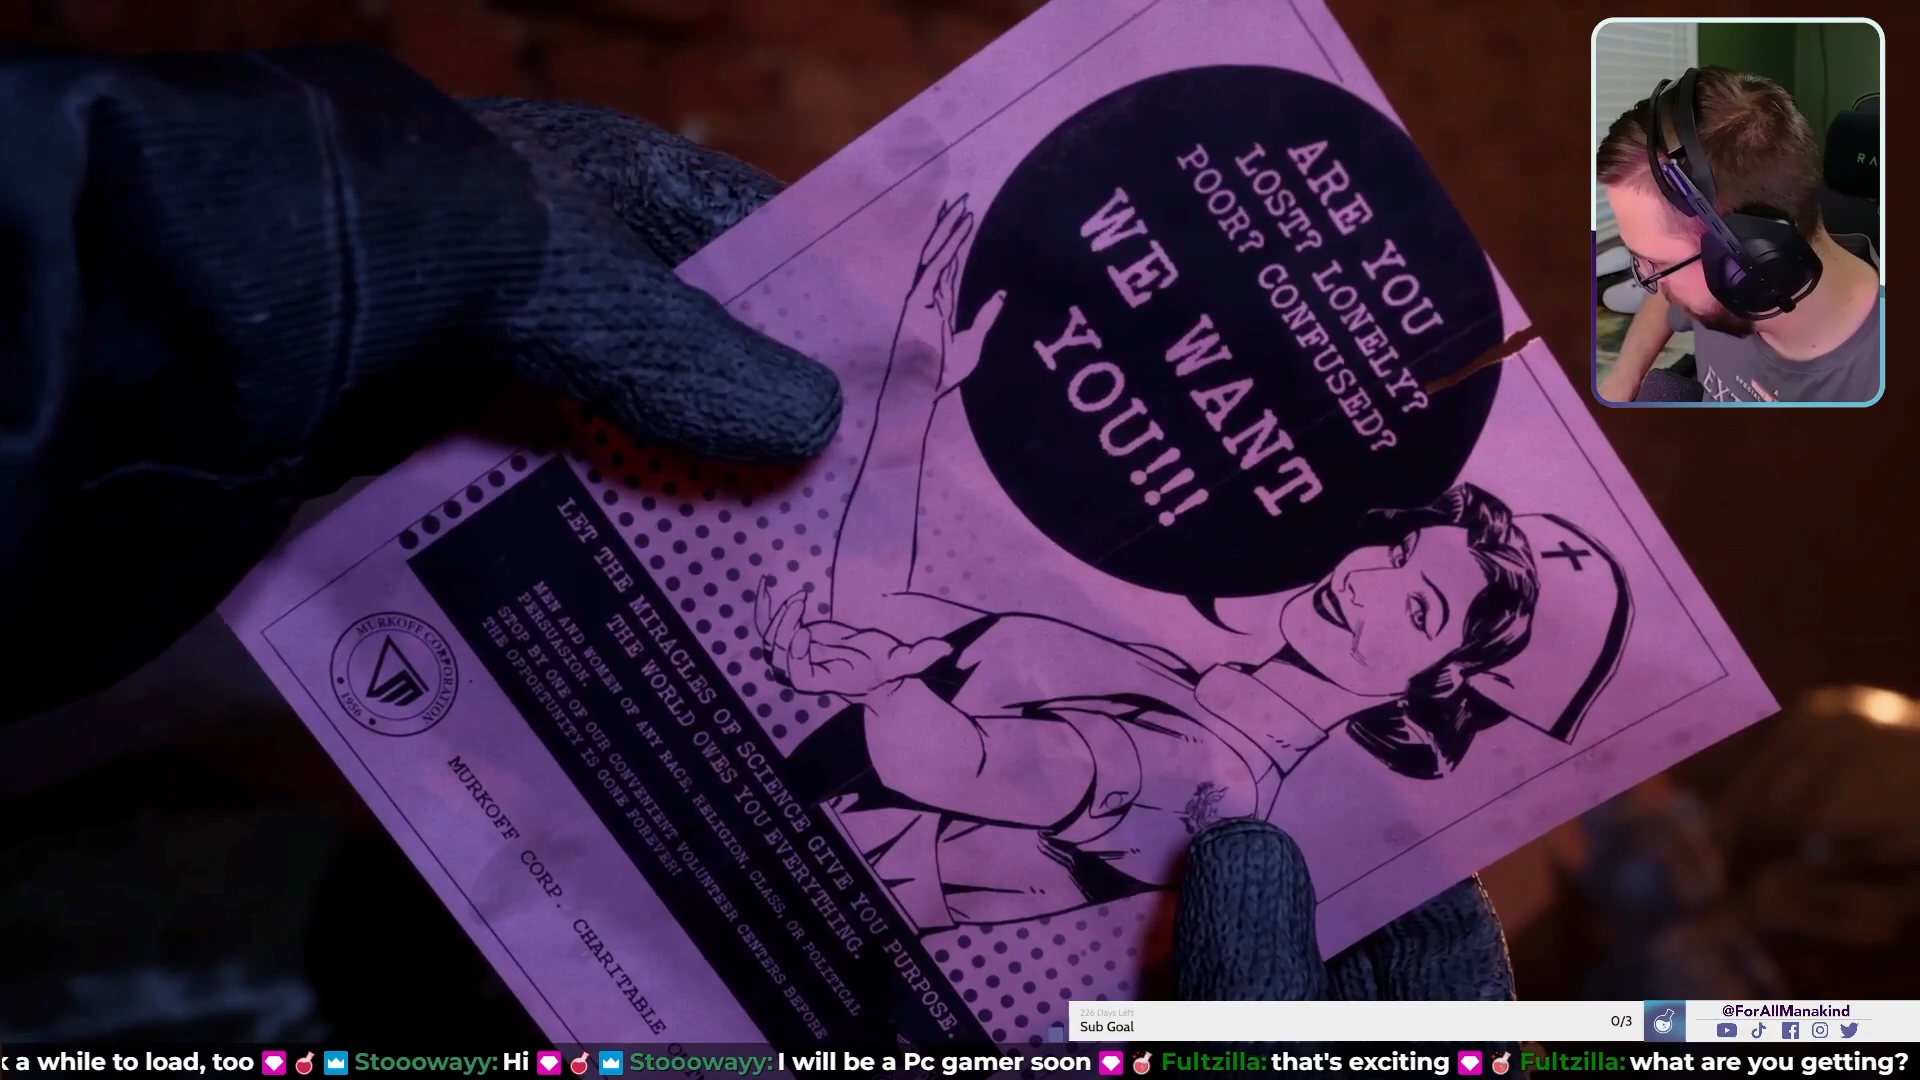 ARE YOU
LOST? LONELY?
POOR? CONFUSED?
WE WANT
YOU!!!
LET THE MIRACLES OF SCIENCE GIVE YOU PURPOSE.
THE WORLD OWES YOU EVERYTHING.
MEN AND WOMEN OF ANY RACE, RELIGION, CLASS, OR POLITICAL
PERSUASION.
STOP BY ONE OF OUR CONVENIENT VOLUNTEER CENTERS BEFORE
THE OPPORTUNITY IS GONE FOREVER!
MURKOFF CORPORATION
• 1956 •
MURKOFF CORP. CHARITABLE
226 Days Left
Sub Goal
0/3
@ForAllManakind
k a while to load, too Stooowayy: Hi Stooowayy: I will be a Pc gamer soon Fultzilla: that's exciting Fultzilla: what are you getting?